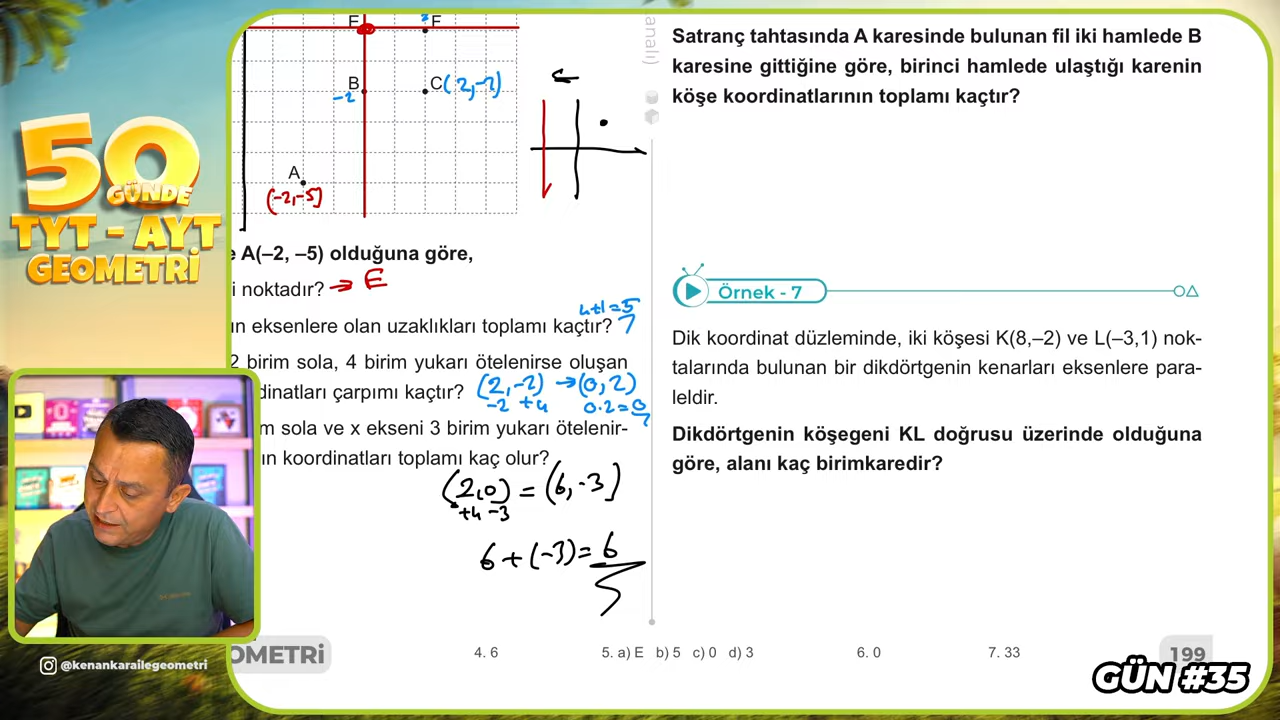 50
GÜNDE
TYT - AYT
GEOMETRİ
E
F
B
-2
C(2,-2)
A
(-2,-5)
e A(–2, –5) olduğuna göre,
i noktadır? → E
4+1=5
ın eksenlere olan uzaklıkları toplamı kaçtır?
2 birim sola, 4 birim yukarı ötelenirse oluşan
dinatları çarpımı kaçtır? (2,-2) →(0,2)
-2 +4 0.2=0
m sola ve x ekseni 3 birim yukarı ötelenir-
ın koordinatları toplamı kaç olur?
(2,0) = (6,-3)
+4 -3
6+(-3)=6
analı)
Satranç tahtasında A karesinde bulunan fil iki hamlede B
karesine gittiğine göre, birinci hamlede ulaştığı karenin
köşe koordinatlarının toplamı kaçtır?
Örnek - 7
Dik koordinat düzleminde, iki köşesi K(8,–2) ve L(–3,1) nok-
talarında bulunan bir dikdörtgenin kenarları eksenlere para-
leldir.
Dikdörtgenin köşegeni KL doğrusu üzerinde olduğuna
göre, alanı kaç birimkaredir?
OMETRİ
4. 6 5. a) E b) 5 c) 0 d) 3 6. 0 7. 33
199
GÜN #35
@kenankarailegeometri